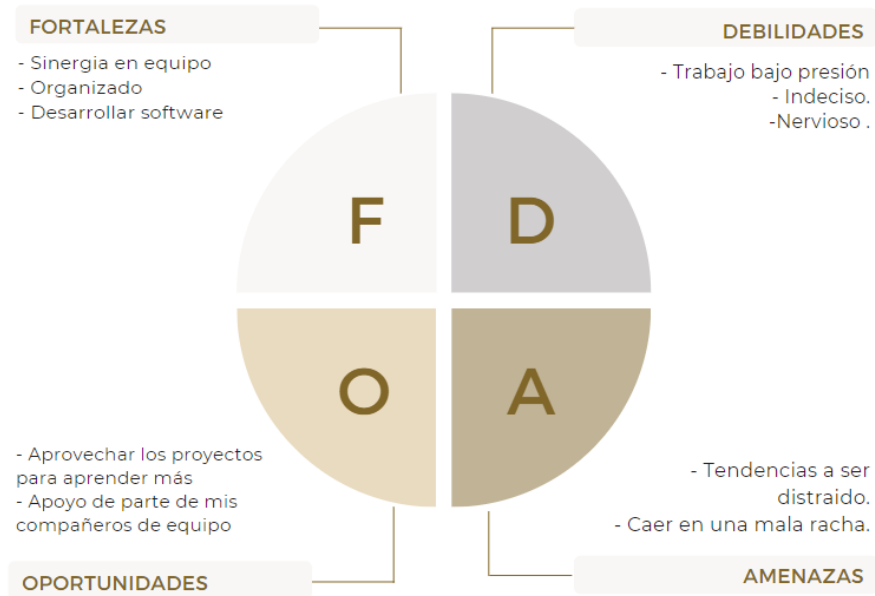 FORTALEZAS
- Sinergia en equipo
- Organizado
- Desarrollar software
DEBILIDADES
- Trabajo bajo presión
- Indeciso.
-Nervioso .
F
D
O
A
- Aprovechar los proyectos
para aprender más
- Apoyo de parte de mis
compañeros de equipo
OPORTUNIDADES
- Tendencias a ser
distraido.
- Caer en una mala racha.
AMENAZAS